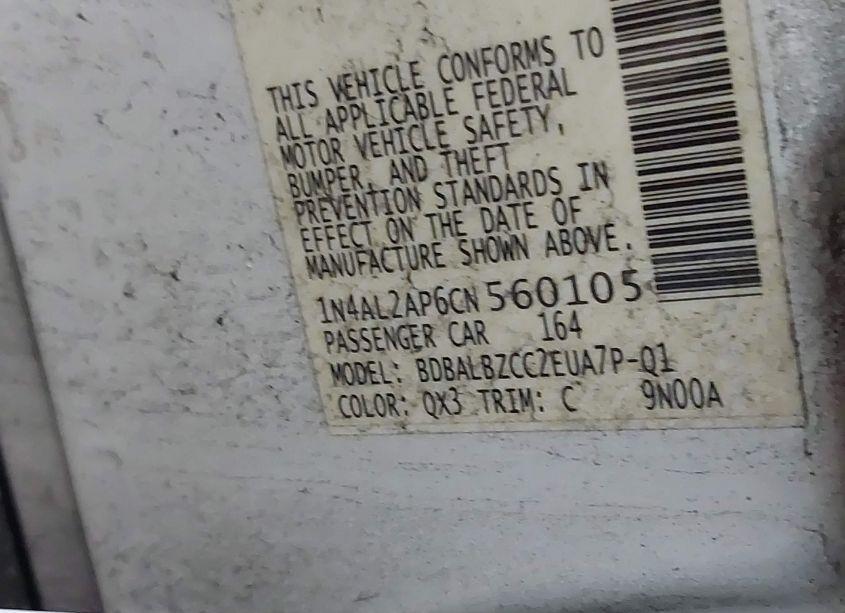 THIS VEHICLE CONFORMS TO
ALL APPLICABLE FEDERAL
MOTOR VEHICLE SAFETY,
BUMPER, AND THEFT
PREVENTION STANDARDS IN
EFFECT ON THE DATE OF
MANUFACTURE SHOWN ABOVE.
1N4AL2AP6CN560105
PASSENGER CAR 164
MODEL: BDBALBZCC2EUA7P-Q1
COLOR: QX3 TRIM: C 9N00A